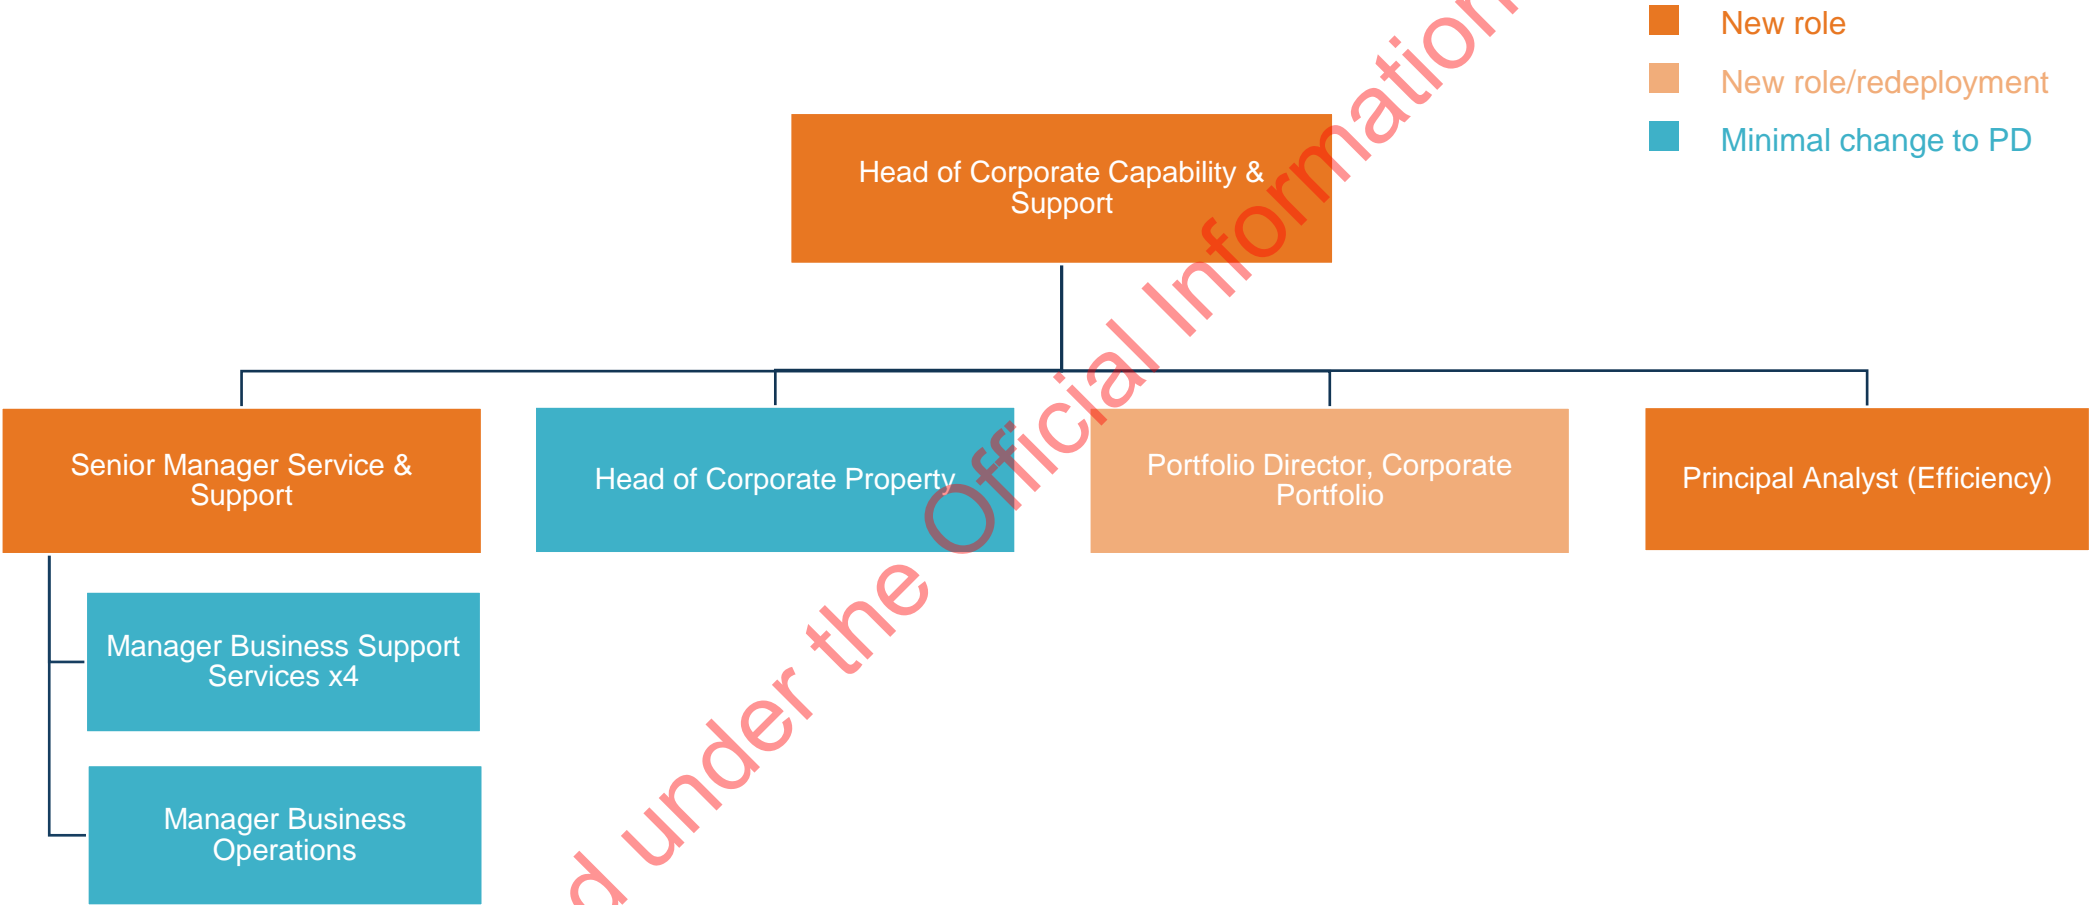 New role
New role/redeployment
Minimal change to PD
Head of Corporate Capability &
Support
Senior Manager Service &
Support
Head of Corporate Property
Portfolio Director, Corporate
Portfolio
Principal Analyst (Efficiency)
Manager Business Support
Services x4
Manager Business
Operations
under the Official Information